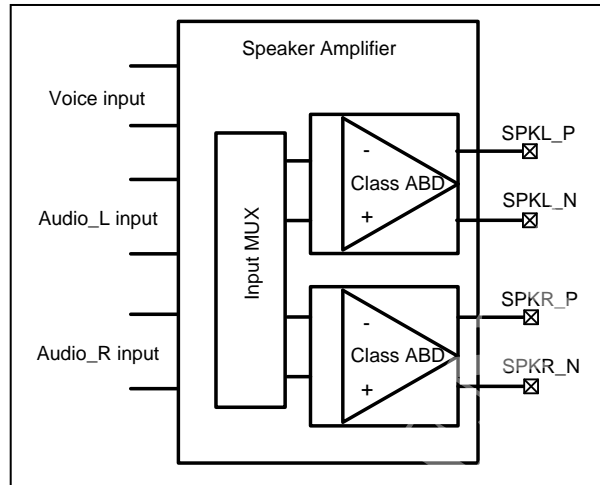 Speaker Amplifier
Voice input
Audio_L input
Audio_R input
Input MUX
-
Class ABD
+
-
Class ABD
+
SPKL_P
SPKL_N
SPKR_P
SPKR_N